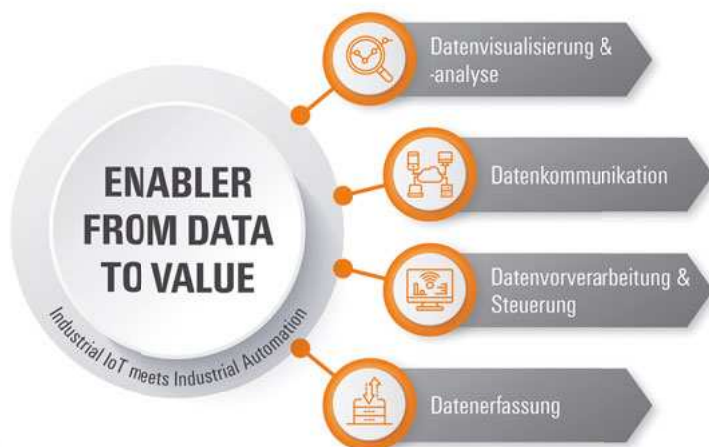 ENABLER
FROM DATA
TO VALUE
Industrial IoT meets Industrial Automation
Datenvisualisierung &
-analyse
Datenkommunikation
Datenvorverarbeitung &
Steuerung
Datenerfassung